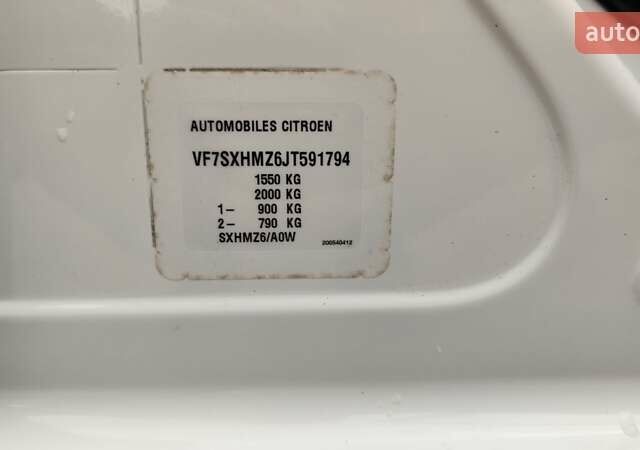 auto
AUTOMOBILES CITROEN
VF7SXHMZ6JT591794
1550 KG
2000 KG
1– 900 KG
2– 790 KG
SXHMZ6/A0W 200540412